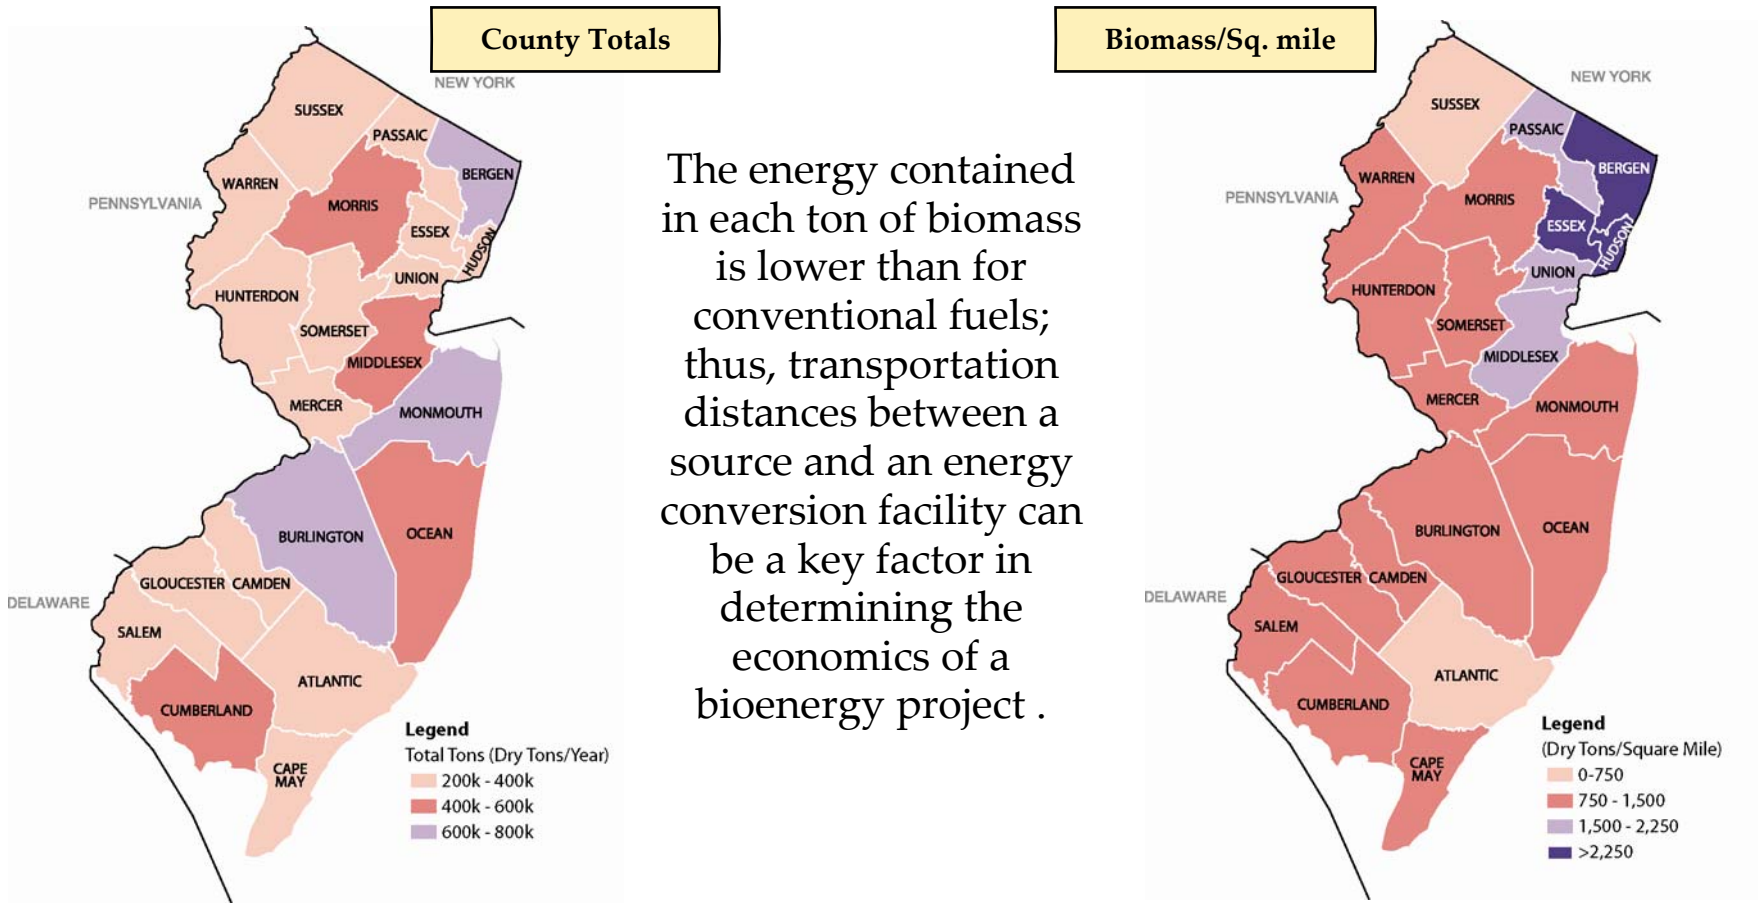 County Totals
NEW YORK
SUSSEX
PASSAIC
BERGEN
WARREN
PENNSYLVANIA
MORRIS
ESSEX
HUDSON
UNION
HUNTERDON
SOMERSET
MIDDLESEX
MERCER
MONMOUTH
BURLINGTON
OCEAN
GLOUCESTER
CAMDEN
DELAWARE
SALEM
ATLANTIC
CUMBERLAND
CAPE
MAY
Legend
Total Tons (Dry Tons/Year)
200k - 400k
400k - 600k
600k - 800k
The energy contained
in each ton of biomass
is lower than for
conventional fuels;
thus, transportation
distances between a
source and an energy
conversion facility can
be a key factor in
determining the
economics of a
bioenergy project .
Biomass/Sq. mile
NEW YORK
SUSSEX
PASSAIC
BERGEN
WARREN
PENNSYLVANIA
MORRIS
ESSEX
HUDSON
UNION
HUNTERDON
SOMERSET
MIDDLESEX
MERCER
MONMOUTH
BURLINGTON
OCEAN
GLOUCESTER
CAMDEN
DELAWARE
SALEM
ATLANTIC
CUMBERLAND
CAPE
MAY
Legend
(Dry Tons/Square Mile)
0-750
750 - 1,500
1,500 - 2,250
>2,250